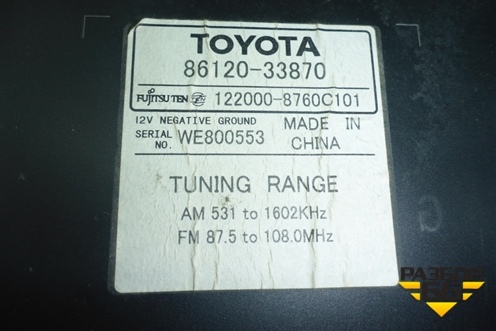 TOYOTA
86120-33870
FUJITSU TEN 122000-8760C101
12V NEGATIVE GROUND
SERIAL NO. WE800553
MADE IN CHINA
TUNING RANGE
AM 531 to 1602KHz
FM 87.5 to 108.0MHz